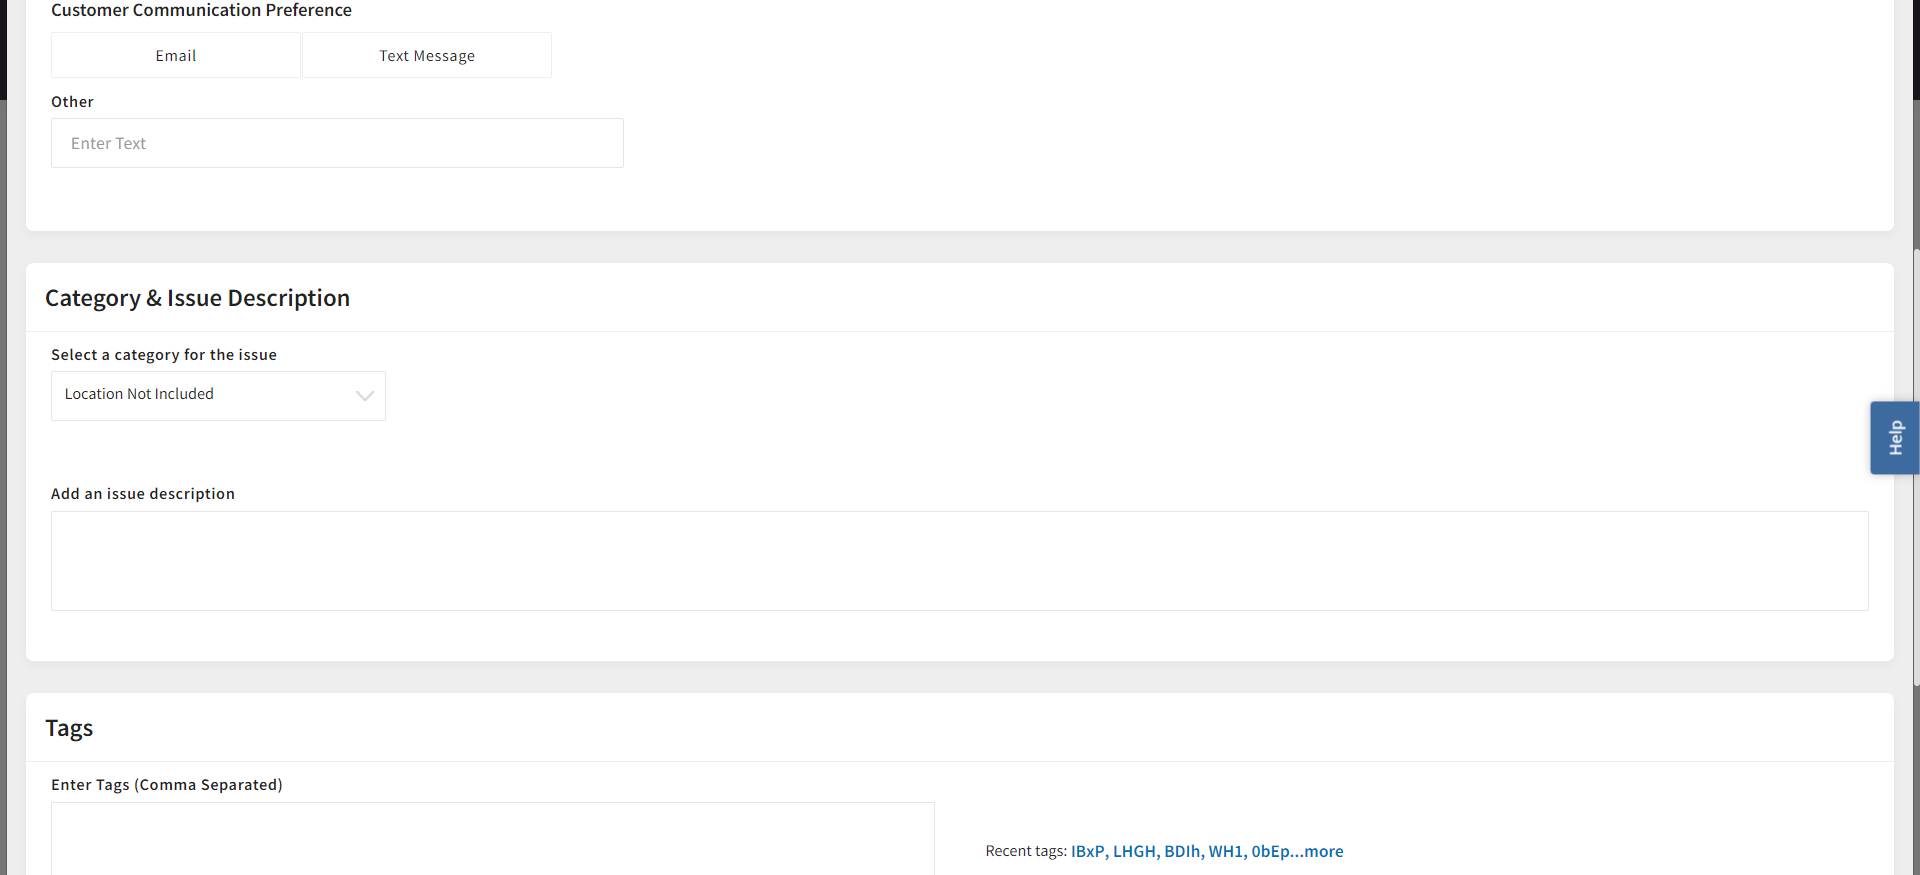 Customer Communication Preference
Email
Text Message
Other
Enter Text
Category & Issue Description
Select a category for the issue
Location Not Included
Help
Add an issue description
Tags
Enter Tags (Comma Separated)
Recent tags: IBxP, LHGH, BDIh, WH1, 0bEp...more